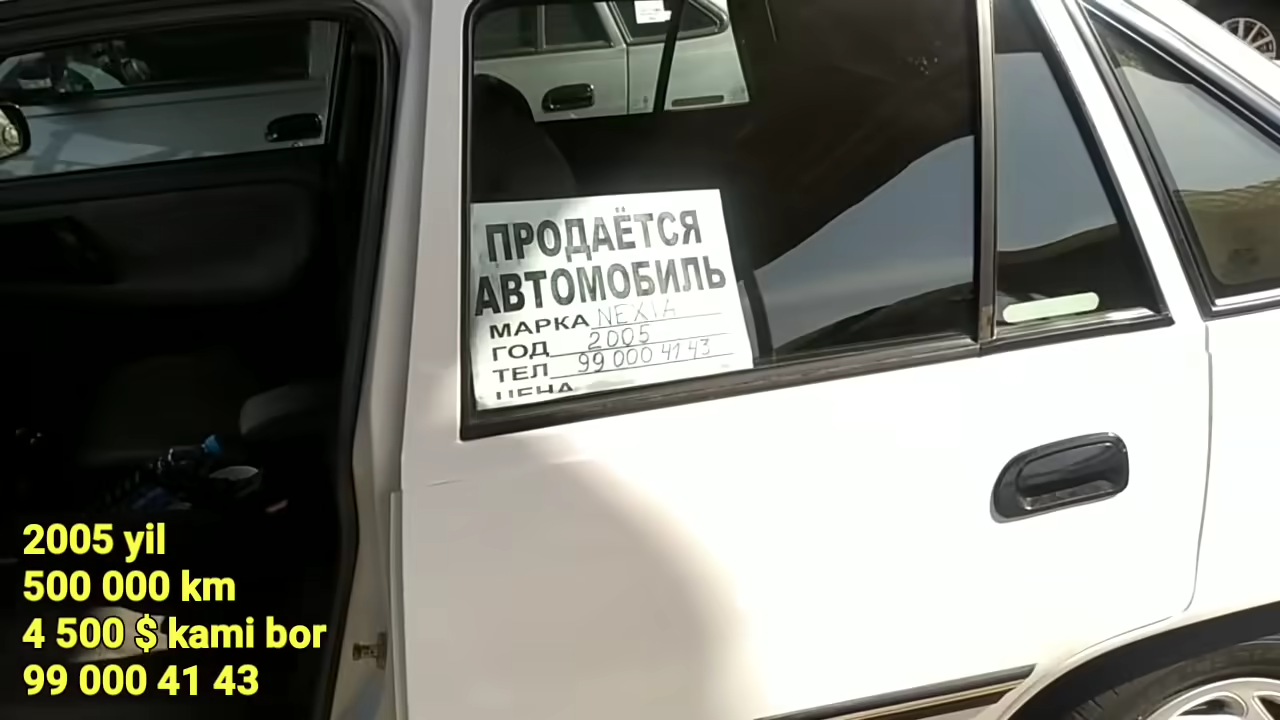 ПРОДАЁТСЯ
АВТОМОБИЛЬ
МАРКА NEXIA
ГОД 2005
ТЕЛ 99 000 41 43
ЦЕНА
2005 yil
500 000 km
4 500 $ kami bor
99 000 41 43